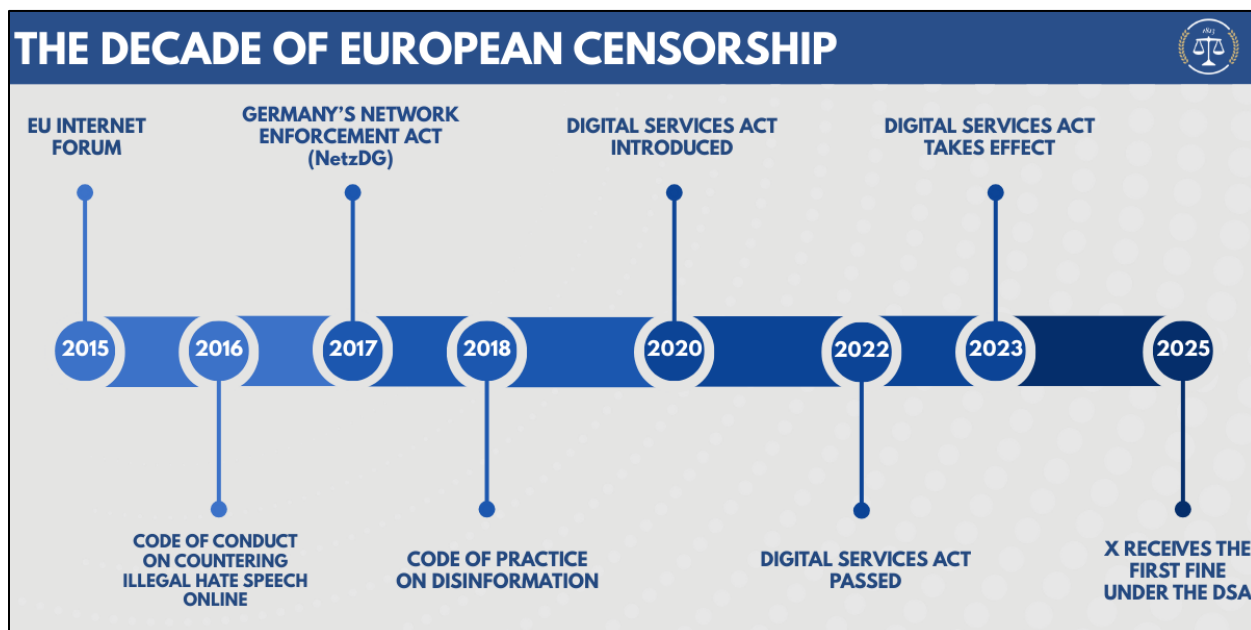 THE DECADE OF EUROPEAN CENSORSHIP
1813
EU INTERNET
FORUM
GERMANY'S NETWORK
ENFORCEMENT ACT
(NetzDG)
DIGITAL SERVICES ACT
INTRODUCED
DIGITAL SERVICES ACT
TAKES EFFECT
2015
2016
2017
2018
2020
2022
2023
2025
CODE OF CONDUCT
ON COUNTERING
ILLEGAL HATE SPEECH
ONLINE
CODE OF PRACTICE
ON DISINFORMATION
DIGITAL SERVICES ACT
PASSED
X RECEIVES THE
FIRST FINE
UNDER THE DSA